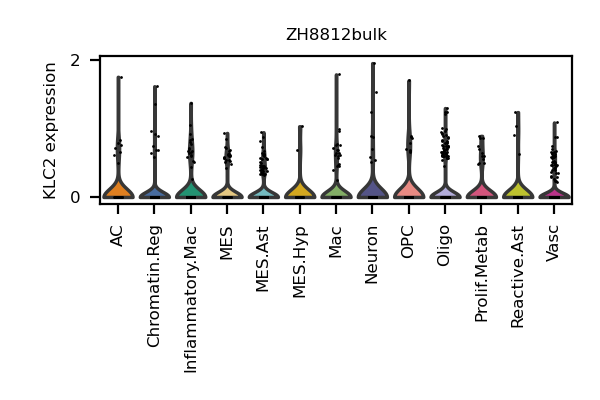 ZH8812bulk
KLC2 expression
2
0
AC
Chromatin.Reg
Inflammatory.Mac
MES
MES.Ast
MES.Hyp
Mac
Neuron
OPC
Oligo
Prolif.Metab
Reactive.Ast
Vasc